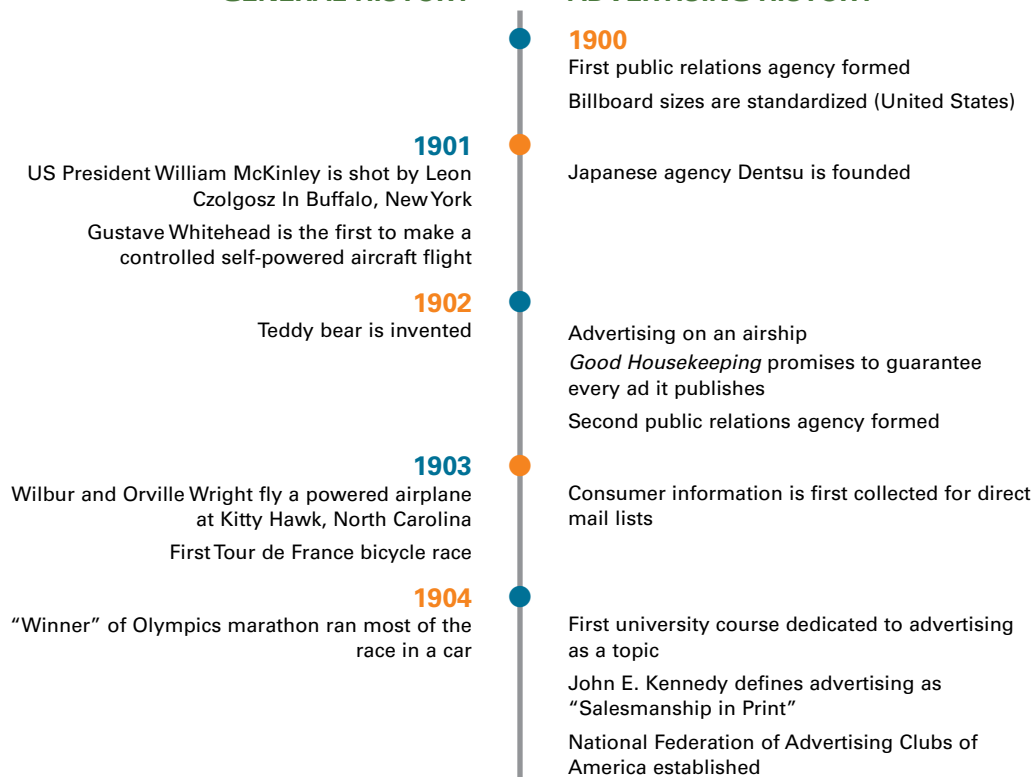 GENERAL HISTORY
ADVERTISING HISTORY
1900
First public relations agency formed
Billboard sizes are standardized (United States)
1901
US President William McKinley is shot by Leon
Czolgosz In Buffalo, New York
Gustave Whitehead is the first to make a
controlled self-powered aircraft flight
Japanese agency Dentsu is founded
1902
Teddy bear is invented
Advertising on an airship
Good Housekeeping promises to guarantee
every ad it publishes
Second public relations agency formed
1903
Wilbur and Orville Wright fly a powered airplane
at Kitty Hawk, North Carolina
First Tour de France bicycle race
Consumer information is first collected for direct
mail lists
1904
“Winner” of Olympics marathon ran most of the
race in a car
First university course dedicated to advertising
as a topic
John E. Kennedy defines advertising as
“Salesmanship in Print”
National Federation of Advertising Clubs of
America established